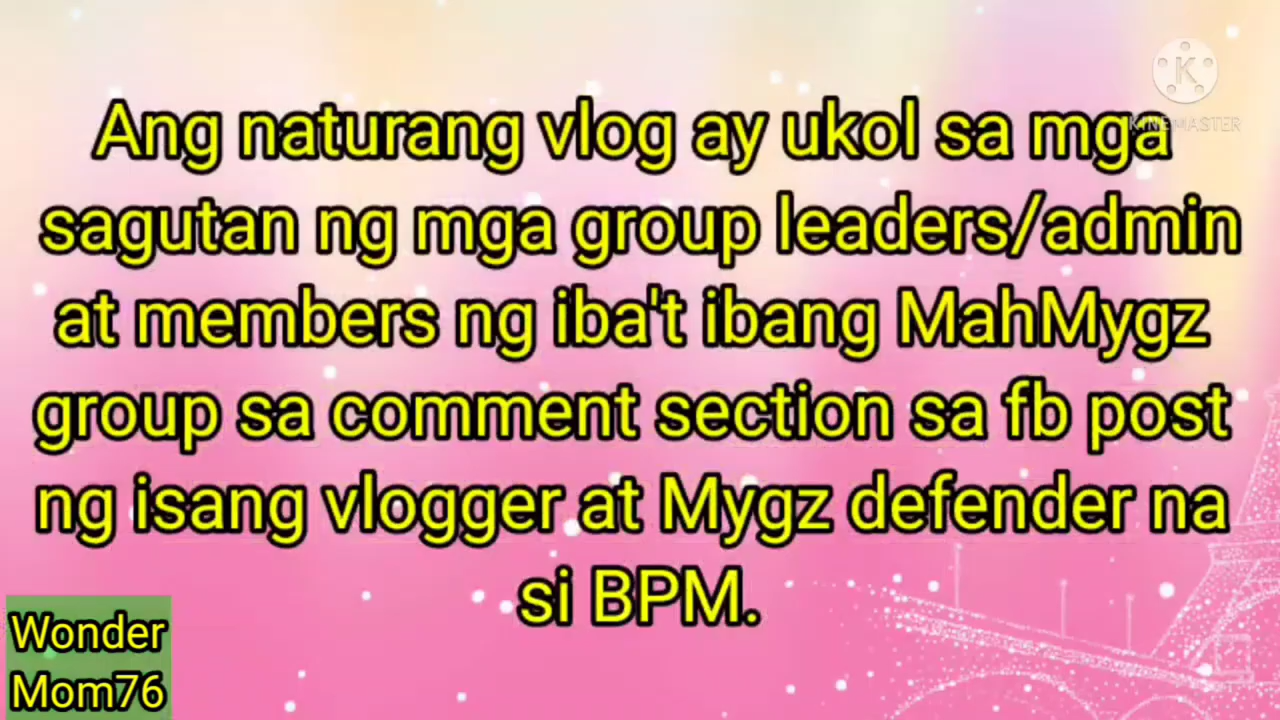 K
KINEMASTER
Ang naturang vlog ay ukol sa mga
sagutan ng mga group leaders/admin
at members ng iba't ibang MahMygz
group sa comment section sa fb post
ng isang vlogger at Mygz defender na
si BPM.
Wonder
Mom76